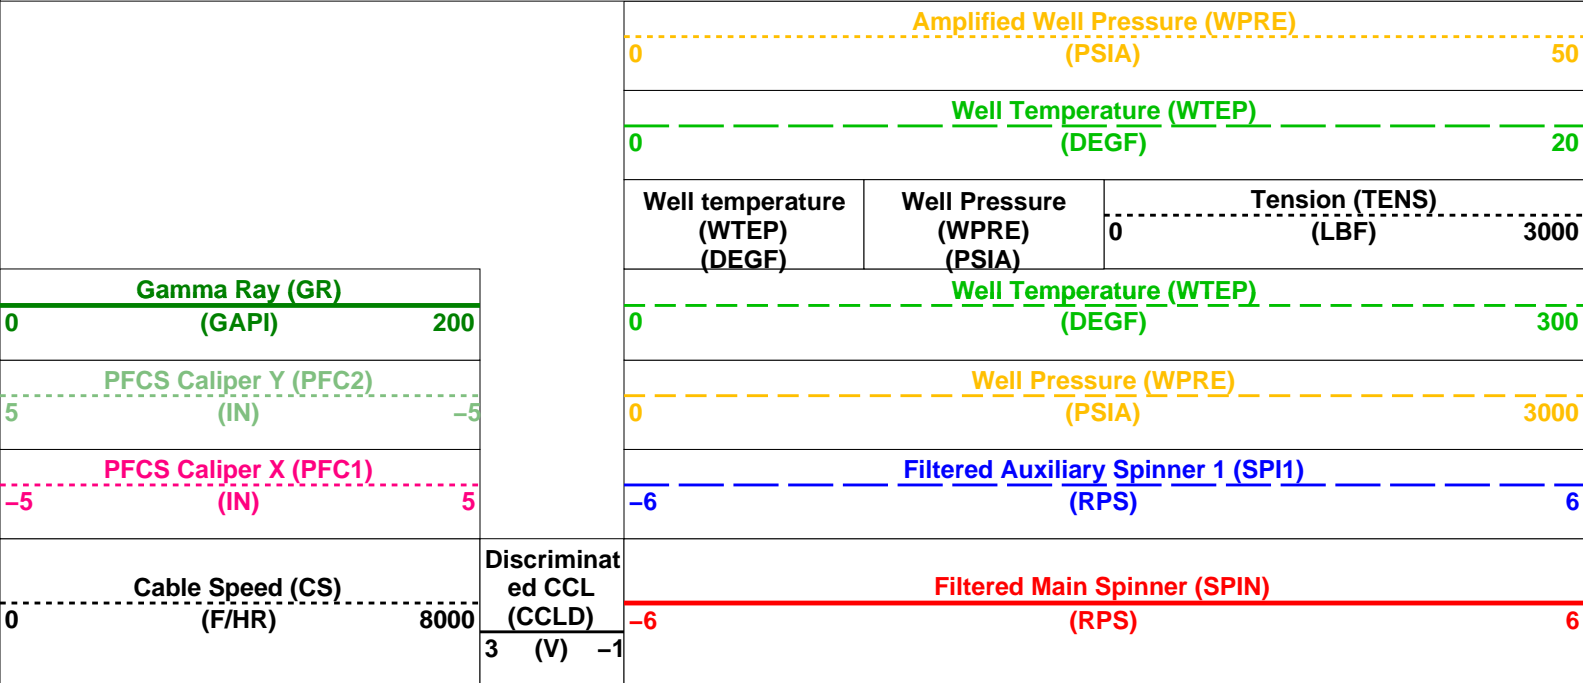 Amplified Well Pressure (WPRE)
0 (PSIA) 50
Well Temperature (WTEP)
0 (DEGF) 20
Well temperature
(WTEP)
(DEGF)
Well Pressure
(WPRE)
(PSIA)
Tension (TENS)
0 (LBF) 3000
Gamma Ray (GR)
0 (GAPI) 200
Well Temperature (WTEP)
0 (DEGF) 300
PFCS Caliper Y (PFC2)
5 (IN) −5
Well Pressure (WPRE)
0 (PSIA) 3000
PFCS Caliper X (PFC1)
−5 (IN) 5
Filtered Auxiliary Spinner 1 (SPI1)
−6 (RPS) 6
Cable Speed (CS)
0 (F/HR) 8000
Discriminat
ed CCL
(CCLD)
3 (V) −1
Filtered Main Spinner (SPIN)
−6 (RPS) 6